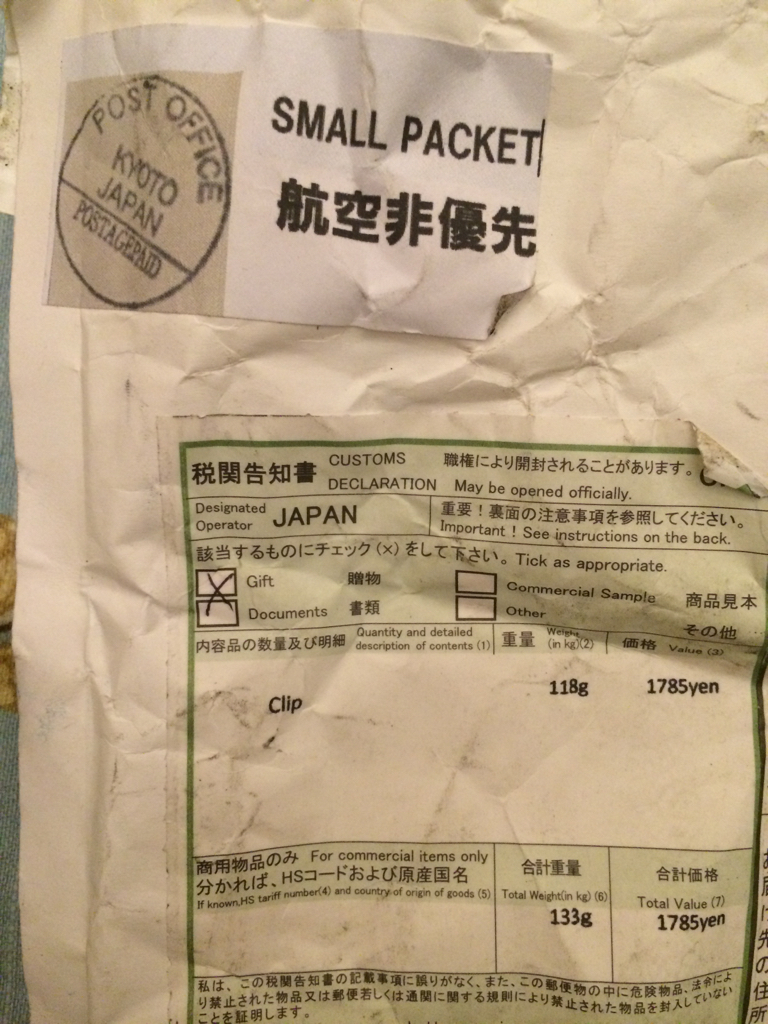 POST OFFICE
KYOTO
JAPAN
POSTAGEPAID
SMALL PACKET
航空非優先
税関告知書 CUSTOMS DECLARATION 職権により開封されることがあります。
May be opened officially.
Designated Operator JAPAN 重要！裏面の注意事項を参照してください。
Important ! See instructions on the back.
該当するものにチェック（×）をして下さい。 Tick as appropriate.
Gift 贈物 Commercial Sample 商品見本
Documents 書類 Other その他
内容品の数量及び明細 Quantity and detailed description of contents (1) 重量 Weight (in kg)(2) 価格 Value (3)
Clip 118g 1785yen
商用物品のみ For commercial items only 合計重量 合計価格
分かれば、HSコードおよび原産国名
If known,HS tariff number(4) and country of origin of goods (5) Total Weight(in kg) (6) Total Value (7)
133g 1785yen
私は、この税関告知書の記載事項に誤りがなく、また、この郵便物の中に危険物品、法令によ
り禁止された物品又は郵便若しくは通関に関する規則により禁止された物品を封入していない
ことを証明します。
お届け先の住所